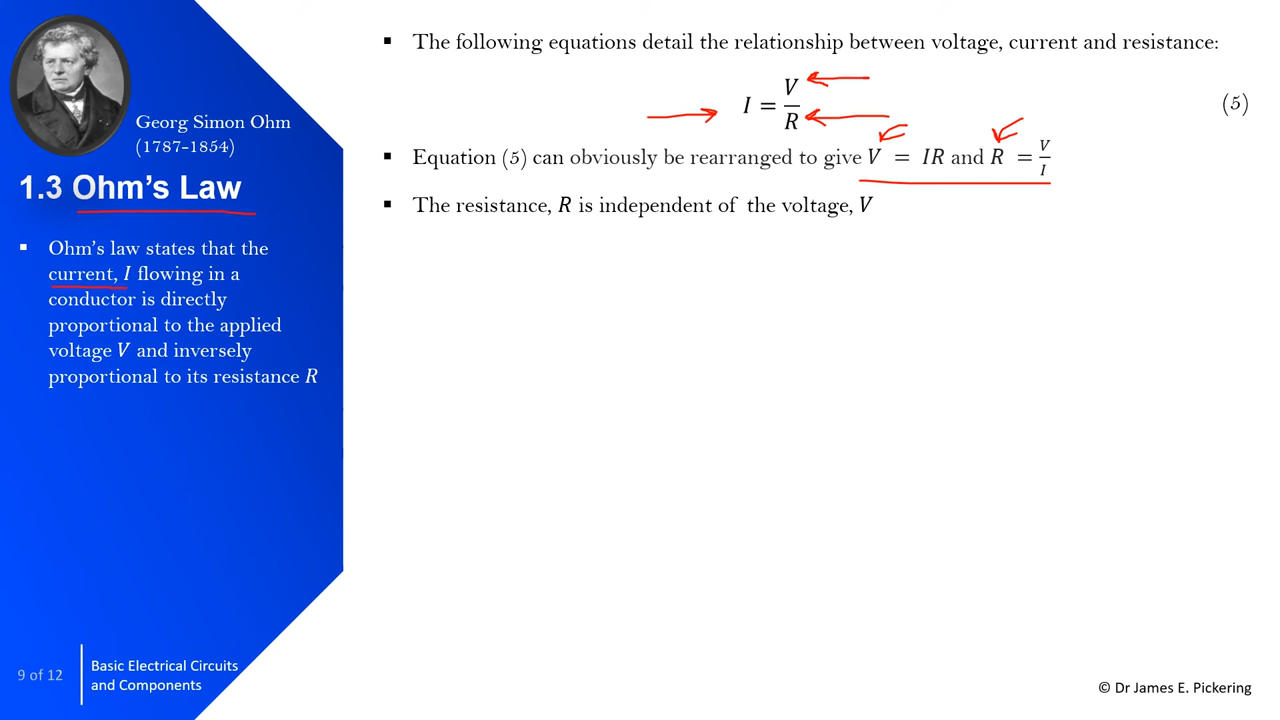 Georg Simon Ohm
(1787-1854)
1.3 Ohm's Law
▪ Ohm's law states that the
current, I flowing in a
conductor is directly
proportional to the applied
voltage V and inversely
proportional to its resistance R
9 of 12
Basic Electrical Circuits
and Components
▪ The following equations detail the relationship between voltage, current and resistance:
I = V/R (5)
▪ Equation (5) can obviously be rearranged to give V = IR and R = V/I
▪ The resistance, R is independent of the voltage, V
© Dr James E. Pickering